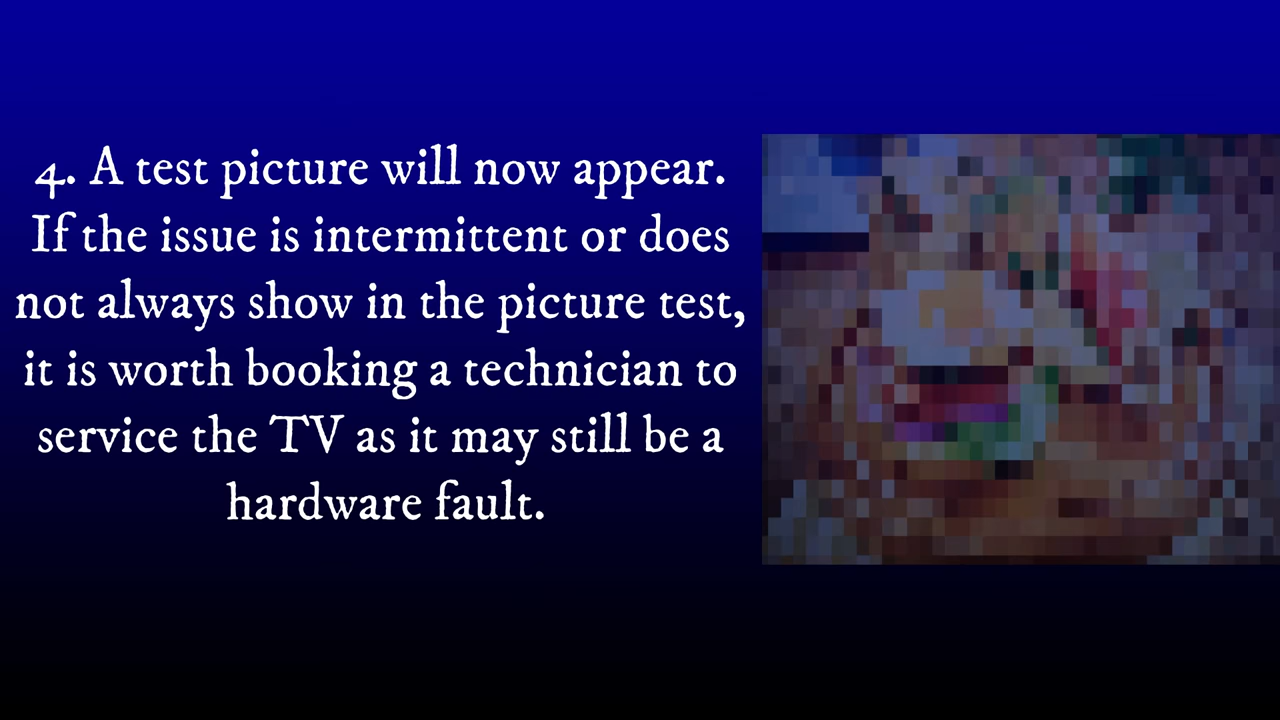 4. A test picture will now appear.
If the issue is intermittent or does
not always show in the picture test,
it is worth booking a technician to
service the TV as it may still be a
hardware fault.